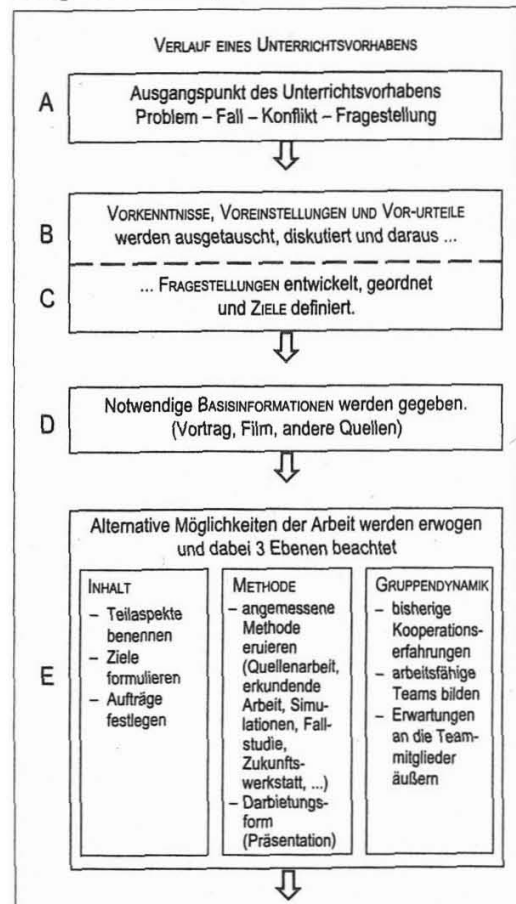 VERLAUF EINES UNTERRICHTSVORHABENS
A
Ausgangspunkt des Unterrichtsvorhabens
Problem – Fall – Konflikt – Fragestellung
B
VORKENNTNISSE, VOREINSTELLUNGEN UND VOR-URTEILE
werden ausgetauscht, diskutiert und daraus ...
C
... FRAGESTELLUNGEN entwickelt, geordnet
und ZIELE definiert.
D
Notwendige BASISINFORMATIONEN werden gegeben.
(Vortrag, Film, andere Quellen)
E
Alternative Möglichkeiten der Arbeit werden erwogen
und dabei 3 Ebenen beachtet
INHALT
– Teilaspekte
benennen
– Ziele
formulieren
– Aufträge
festlegen
METHODE
– angemessene
Methode
eruieren
(Quellenarbeit,
erkundende
Arbeit, Simu-
lationen, Fall-
studie,
Zukunfts-
werkstatt, ...)
– Darbietungs-
form
(Präsentation)
GRUPPENDYNAMIK
– bisherige
Kooperations-
erfahrungen
– arbeitsfähige
Teams bilden
– Erwartungen
an die Team-
mitglieder
äußern